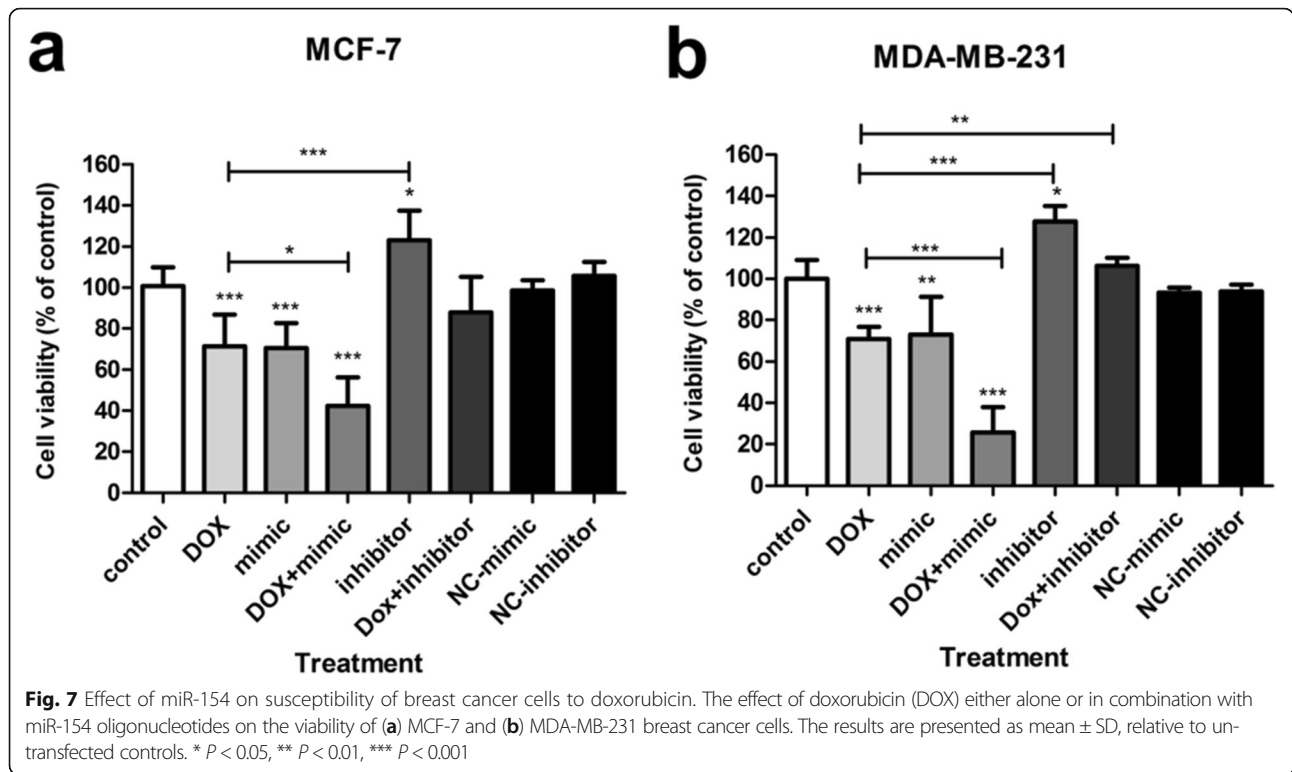 a
MCF-7
Cell viability (% of control)
160
140
120
100
80
60
40
20
0
***
*
***
***
***
*
control
DOX
mimic
DOX+mimic
inhibitor
Dox+inhibitor
NC-mimic
NC-inhibitor
Treatment
b
MDA-MB-231
Cell viability (% of control)
160
140
120
100
80
60
40
20
0
**
***
***
***
**
***
*
control
DOX
mimic
DOX+mimic
inhibitor
Dox+inhibitor
NC-mimic
NC-inhibitor
Treatment
Fig. 7 Effect of miR-154 on susceptibility of breast cancer cells to doxorubicin. The effect of doxorubicin (DOX) either alone or in combination with
miR-154 oligonucleotides on the viability of (a) MCF-7 and (b) MDA-MB-231 breast cancer cells. The results are presented as mean ± SD, relative to un-
transfected controls. * P < 0.05, ** P < 0.01, *** P < 0.001